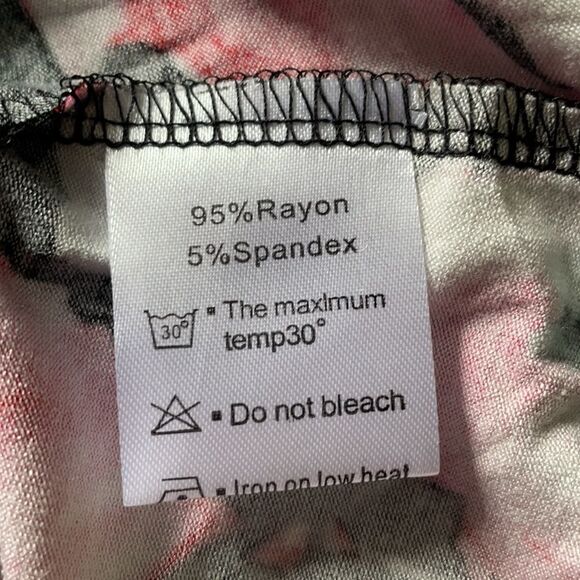 95%Rayon
5%Spandex
30°
▪ The maxlmum
temp30°
▪ Do not bleach
▪ Iron on low heat